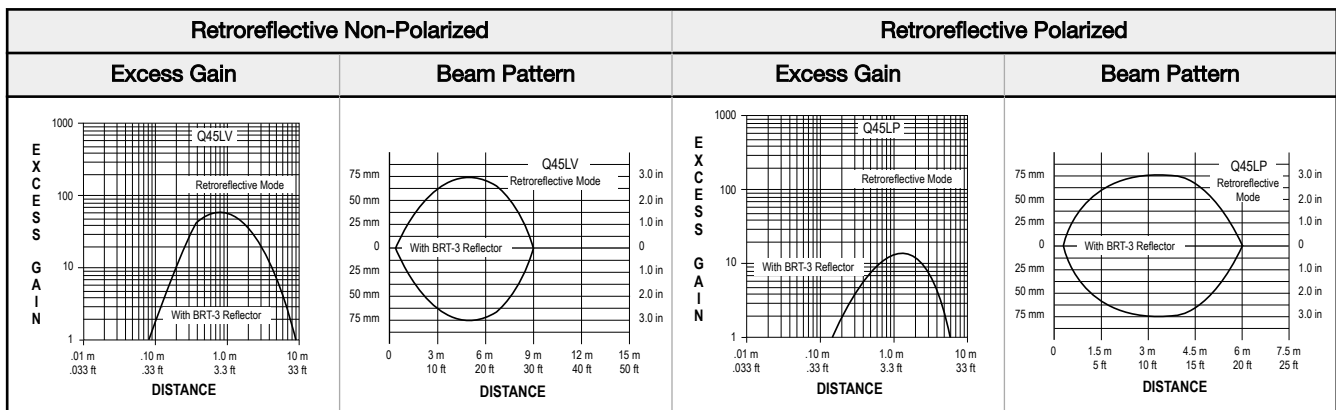 Retroreflective Non-Polarized
Retroreflective Polarized
Excess Gain
Beam Pattern
Excess Gain
Beam Pattern
1000
100
10
1
E
X
C
E
S
S
G
A
I
N
Q45LV
Retroreflective Mode
With BRT-3 Reflector
.01 m .10 m 1.0 m 10 m
.033 ft .33 ft 3.3 ft 33 ft
DISTANCE
75 mm
50 mm
25 mm
0
25 mm
50 mm
75 mm
Q45LV
Retroreflective Mode
With BRT-3 Reflector
3.0 in
2.0 in
1.0 in
0
1.0 in
2.0 in
3.0 in
0 3 m 6 m 9 m 12 m 15 m
10 ft 20 ft 30 ft 40 ft 50 ft
DISTANCE
1000
100
10
1
E
X
C
E
S
S
G
A
I
N
Q45LP
Retroreflective Mode
With BRT-3 Reflector
.01 m .10 m 1.0 m 10 m
.033 ft .33 ft 3.3 ft 33 ft
DISTANCE
75 mm
50 mm
25 mm
0
25 mm
50 mm
75 mm
Q45LP
Retroreflective
Mode
With BRT-3 Reflector
3.0 in
2.0 in
1.0 in
0
1.0 in
2.0 in
3.0 in
0 1.5 m 3 m 4.5 m 6 m 7.5 m
5 ft 10 ft 15 ft 20 ft 25 ft
DISTANCE